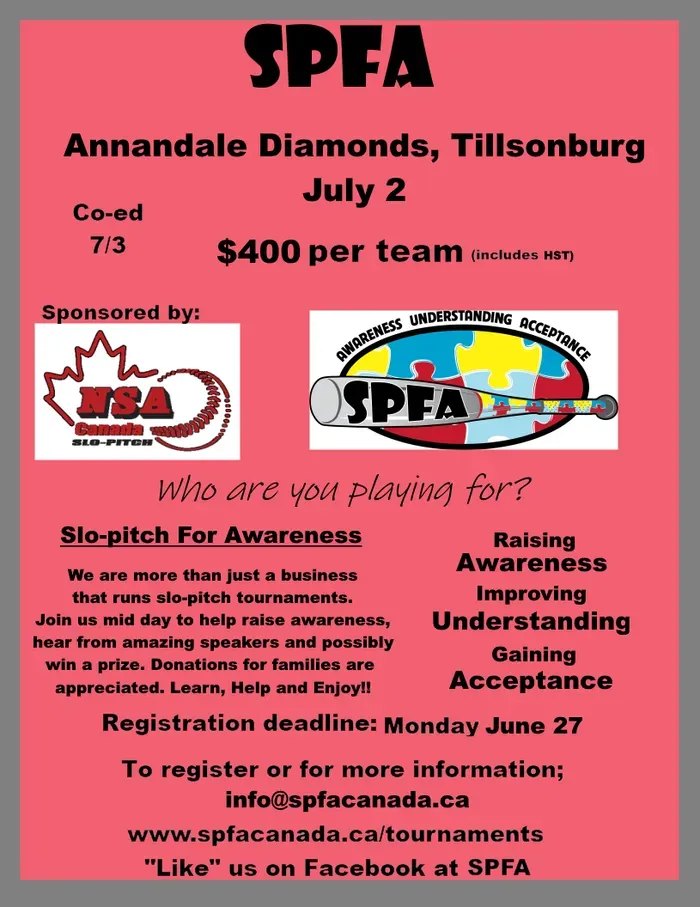 SPFA
Annandale Diamonds, Tillsonburg
July 2
Co-ed
7/3
$400 per team (includes HST)
Sponsored by:
NSA
Canada
SLO-PITCH
AWARENESS UNDERSTANDING ACCEPTANCE
SPFA
Who are you playing for?
Slo-pitch For Awareness
We are more than just a business
that runs slo-pitch tournaments.
Join us mid day to help raise awareness,
hear from amazing speakers and possibly
win a prize. Donations for families are
appreciated. Learn, Help and Enjoy!!
Raising
Awareness
Improving
Understanding
Gaining
Acceptance
Registration deadline: Monday June 27
To register or for more information;
info@spfacanada.ca
www.spfacanada.ca/tournaments
"Like" us on Facebook at SPFA